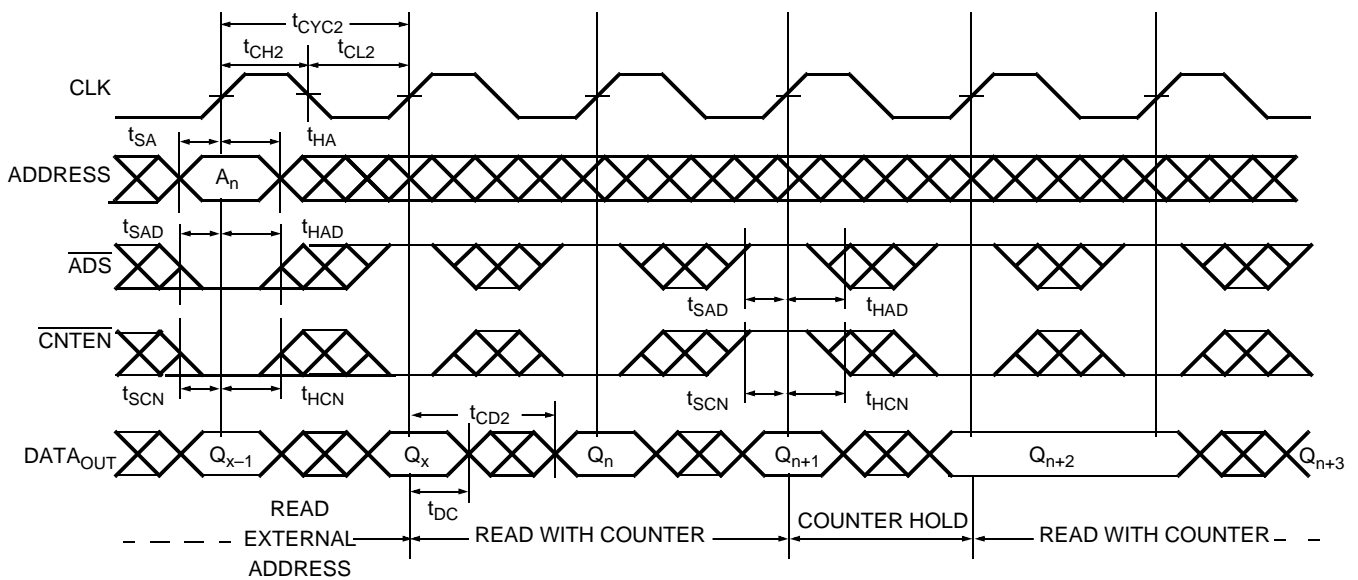 tCYC2
tCH2 tCL2
CLK
tSA tHA
ADDRESS An
tSAD tHAD
ADS
tSAD tHAD
CNTEN
tSCN tHCN tSCN tHCN
tCD2
DATAOUT Qx–1 Qx Qn Qn+1 Qn+2 Qn+3
tDC
READ EXTERNAL ADDRESS
READ WITH COUNTER
COUNTER HOLD
READ WITH COUNTER